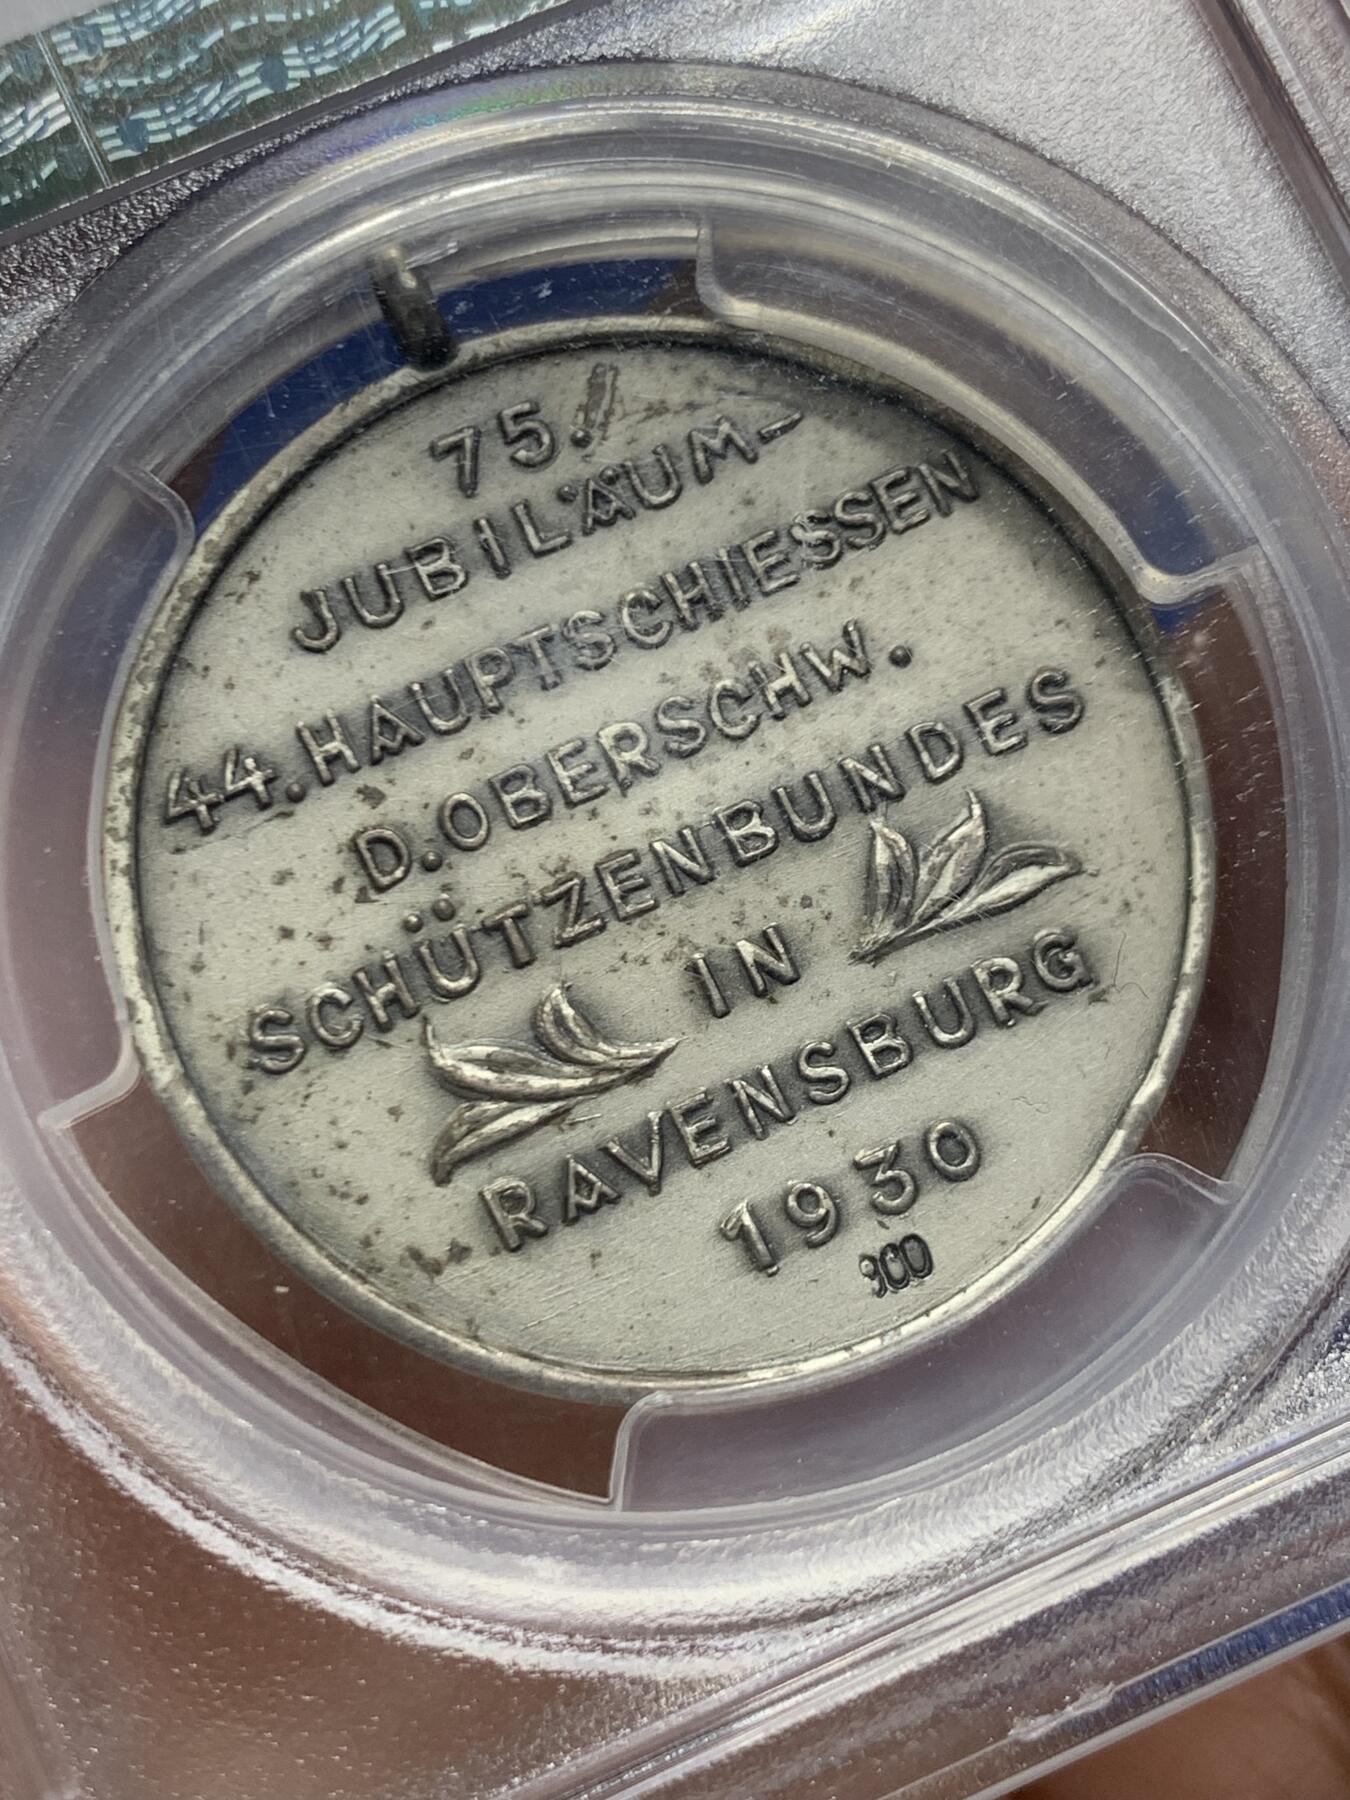 75.
JUBILÄUM-
44. HAUPTSCHIESSEN
D. OBERSCHW.
SCHÜTZENBUNDES
IN
RAVENSBURG
1930
900